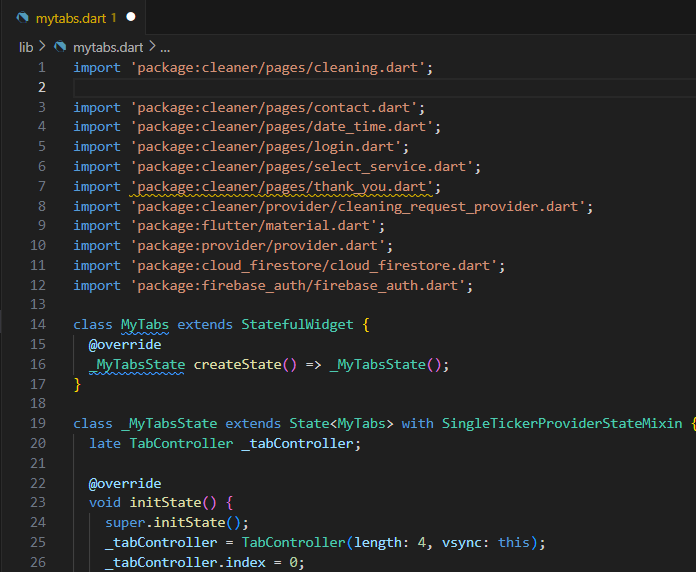 mytabs.dart 1
lib > mytabs.dart > ...
1 import 'package:cleaner/pages/cleaning.dart';
2
3 import 'package:cleaner/pages/contact.dart';
4 import 'package:cleaner/pages/date_time.dart';
5 import 'package:cleaner/pages/login.dart';
6 import 'package:cleaner/pages/select_service.dart';
7 import 'package:cleaner/pages/thank_you.dart';
8 import 'package:cleaner/provider/cleaning_request_provider.dart';
9 import 'package:flutter/material.dart';
10 import 'package:provider/provider.dart';
11 import 'package:cloud_firestore/cloud_firestore.dart';
12 import 'package:firebase_auth/firebase_auth.dart';
13
14 class MyTabs extends StatefulWidget {
15   @override
16   _MyTabsState createState() => _MyTabsState();
17 }
18
19 class _MyTabsState extends State<MyTabs> with SingleTickerProviderStateMixin {
20   late TabController _tabController;
21
22   @override
23   void initState() {
24     super.initState();
25     _tabController = TabController(length: 4, vsync: this);
26     _tabController.index = 0;